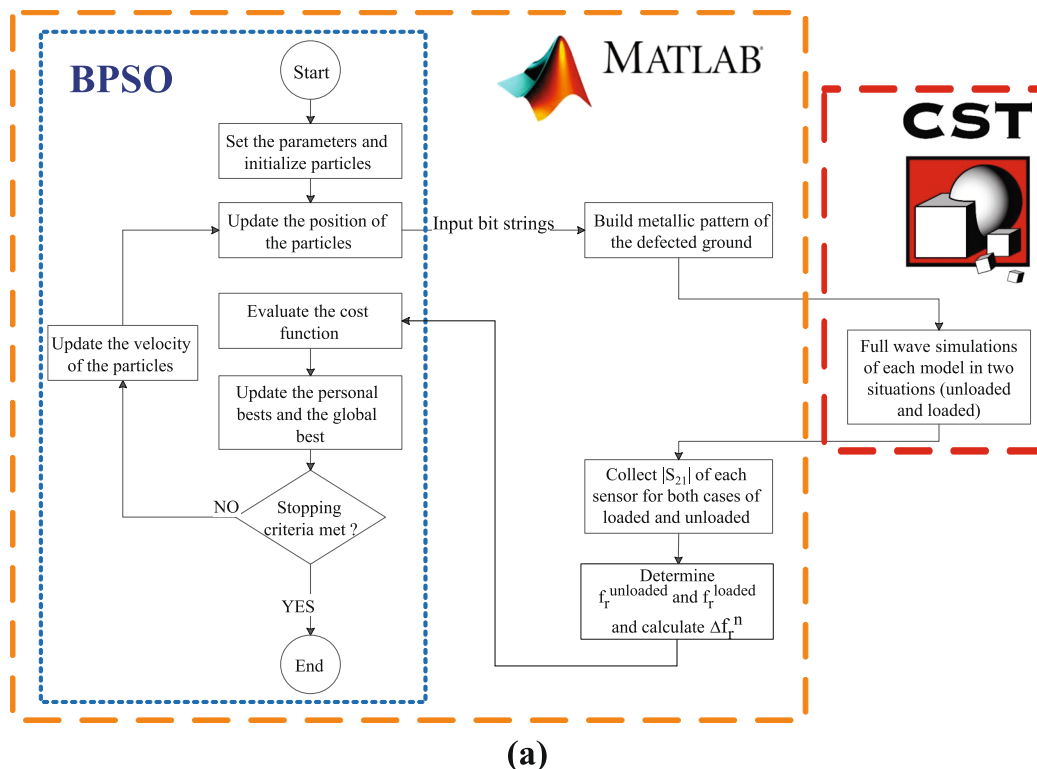 BPSO
MATLAB®
CST
Start
Set the parameters and
initialize particles
Update the position of
the particles
Input bit strings
Build metallic pattern of
the defected ground
Evaluate the cost
function
Update the velocity
of the particles
Full wave simulations
of each model in two
situations (unloaded
and loaded)
Update the personal
bests and the global
best
Collect |S₂₁| of each
sensor for both cases of
loaded and unloaded
NO
Stopping
criteria met ?
Determine
f_r^unloaded and f_r^loaded
and calculate Δf_r^n
YES
End
(a)